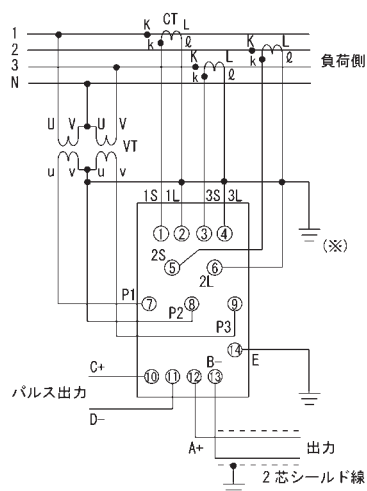 CT
1 K L
2 k ℓ K L
3 K L k ℓ 負荷側
N k ℓ
U V U V
VT
u v u v
1S 1L 3S 3L
① ② ③ ④
(※)
2S ⑤ ⑥
2L
P1 ⑦ ⑧ ⑨
P2 P3
⑭ E
C+ B-
⑩ ⑪ ⑫ ⑬
パルス出力
D-
A+ 出力
2芯シールド線